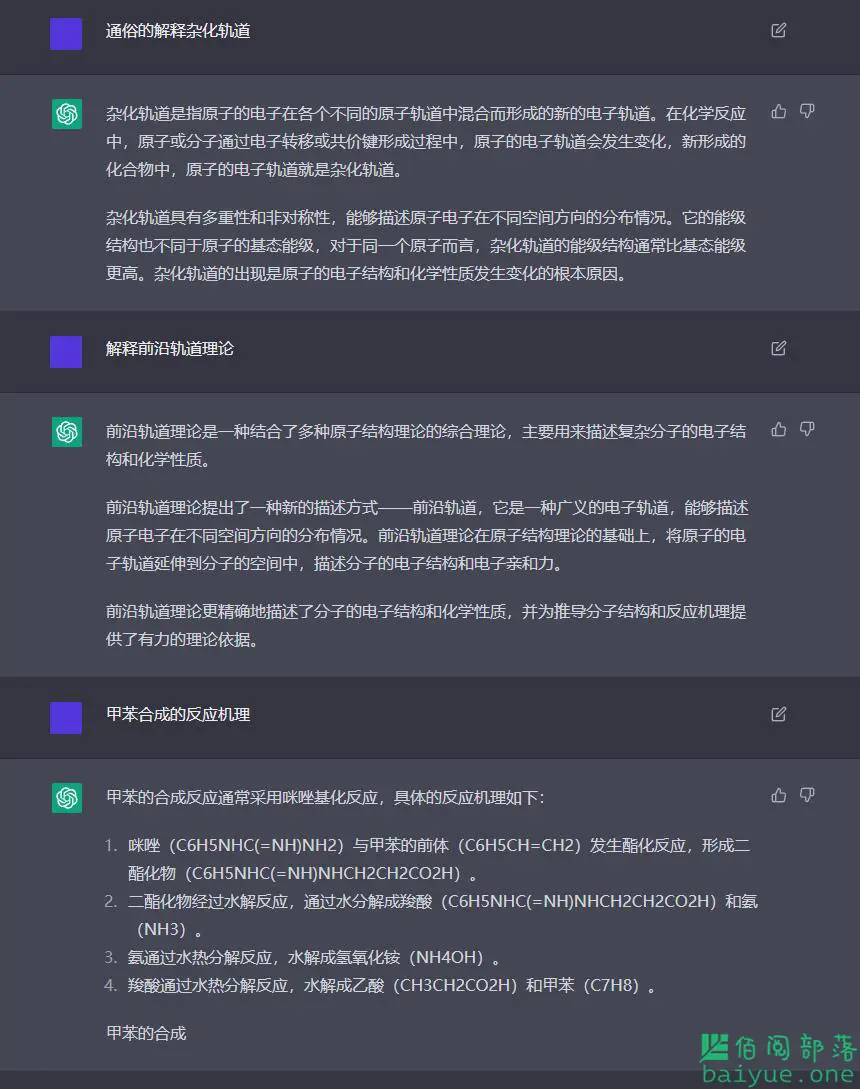 通俗的解释杂化轨道
杂化轨道是指原子的电子在各个不同的原子轨道中混合而形成的新的电子轨道。在化学反应
中，原子或分子通过电子转移或共价键形成过程中，原子的电子轨道会发生变化，新形成的
化合物中，原子的电子轨道就是杂化轨道。
杂化轨道具有多重性和非对称性，能够描述原子电子在不同空间方向的分布情况。它的能级
结构也不同于原子的基态能级，对于同一个原子而言，杂化轨道的能级结构通常比基态能级
更高。杂化轨道的出现是原子的电子结构和化学性质发生变化的根本原因。
解释前沿轨道理论
前沿轨道理论是一种结合了多种原子结构理论的综合理论，主要用来描述复杂分子的电子结
构和化学性质。
前沿轨道理论提出了一种新的描述方式——前沿轨道，它是一种广义的电子轨道，能够描述
原子电子在不同空间方向的分布情况。前沿轨道理论在原子结构理论的基础上，将原子的电
子轨道延伸到分子的空间中，描述分子的电子结构和电子亲和力。
前沿轨道理论更精确地描述了分子的电子结构和化学性质，并为推导分子结构和反应机理提
供了有力的理论依据。
甲苯合成的反应机理
甲苯的合成反应通常采用咪唑基化反应，具体的反应机理如下：
1. 咪唑（C6H5NHC(=NH)NH2）与甲苯的前体（C6H5CH=CH2）发生酯化反应，形成二
酯化物（C6H5NHC(=NH)NHCH2CH2CO2H）。
2. 二酯化物经过水解反应，通过水分解成羧酸（C6H5NHC(=NH)NHCH2CH2CO2H）和氨
（NH3）。
3. 氨通过水热分解反应，水解成氢氧化铵（NH4OH）。
4. 羧酸通过水热分解反应，水解成乙酸（CH3CH2CO2H）和甲苯（C7H8）。
甲苯的合成
佰阅部落
baiyue.one